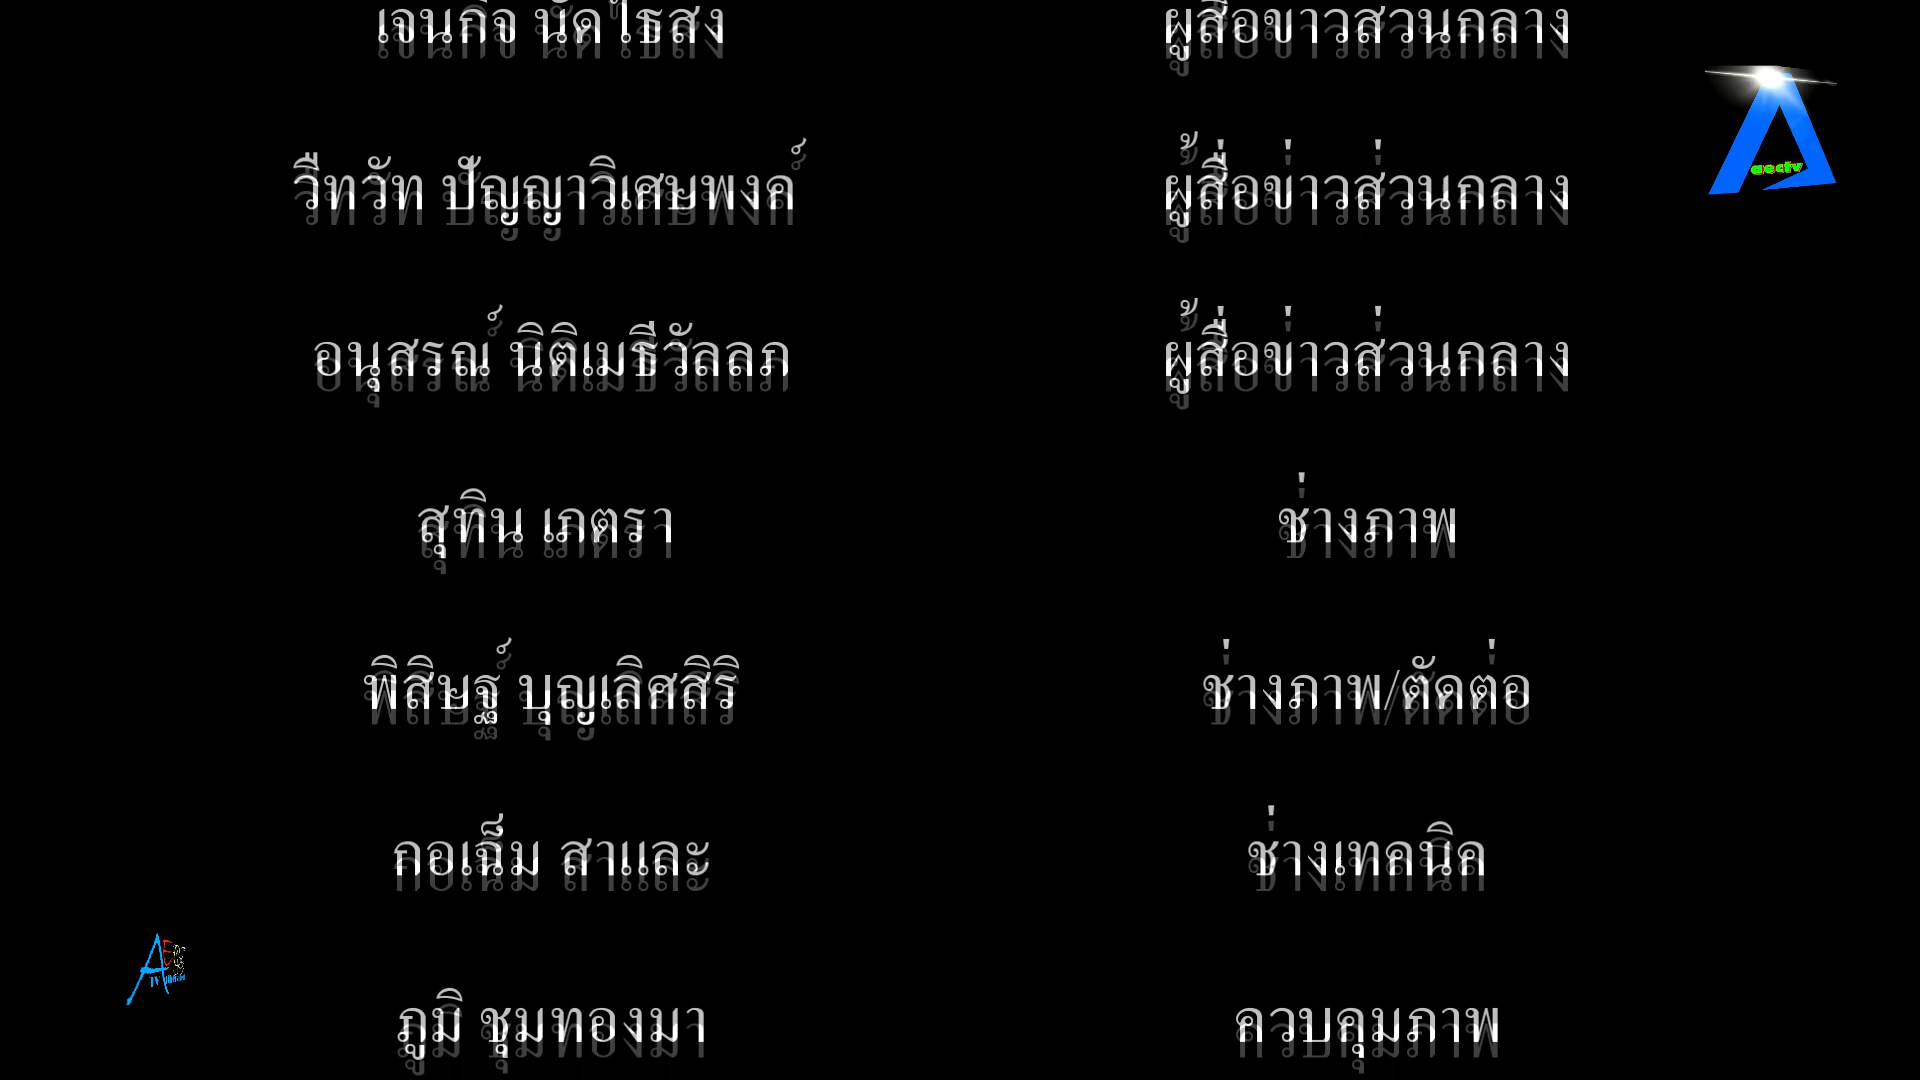 เจนกิจ นัดไธสง ผู้สื่อข่าวส่วนกลาง
วืทวัท ปัญญาวิเศษพงค์ ผู้สื่อข่าวส่วนกลาง
อนุสรณ์ นิติเมธีวัลลภ ผู้สื่อข่าวส่วนกลาง
สุทิน เภตรา ช่างภาพ
พิสิษฐ์ บุญเลิศสิริ ช่างภาพ/ตัดต่อ
กอเฉ็ม สาและ ช่างเทคนิค
ภูมิ ชุมทองมา ควบคุมภาพ
aectv